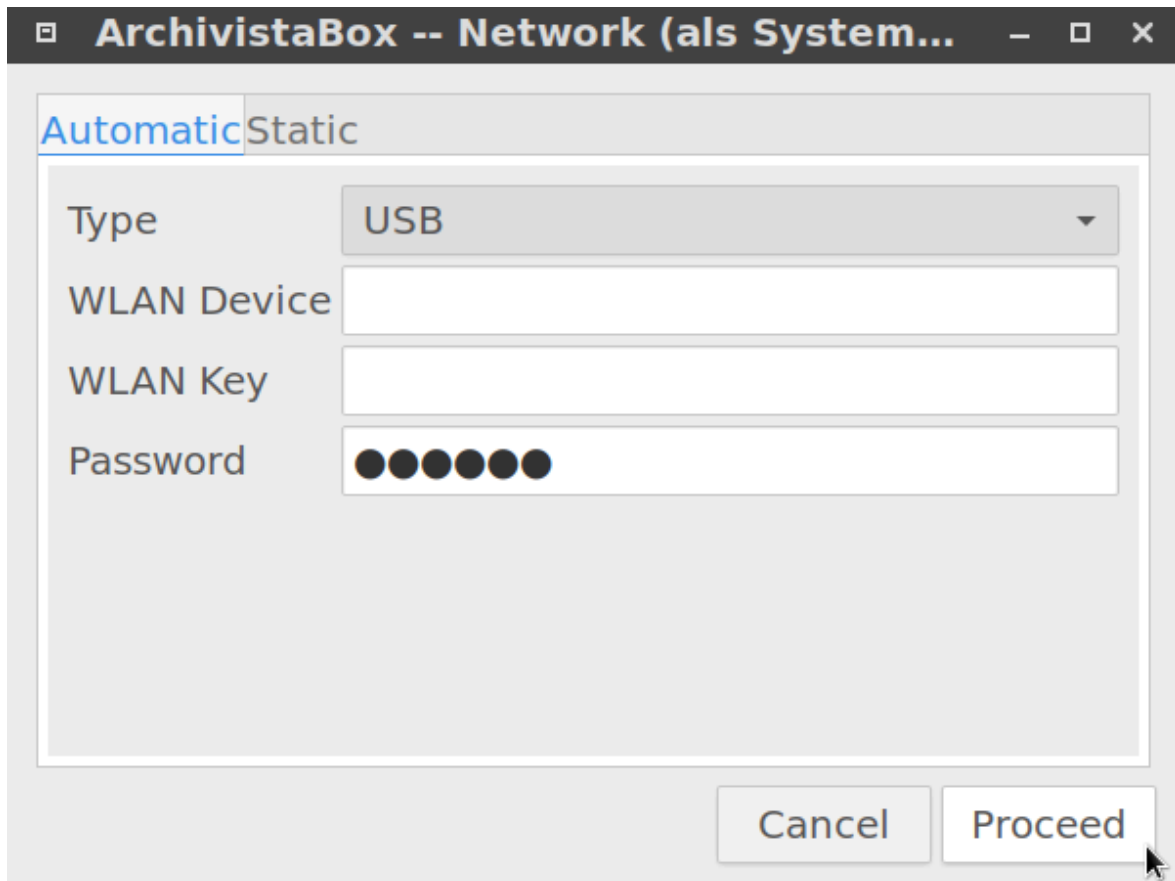 ArchivistaBox -- Network (als System...
Automatic Static
Type USB
WLAN Device
WLAN Key
Password ●●●●●●
Cancel Proceed